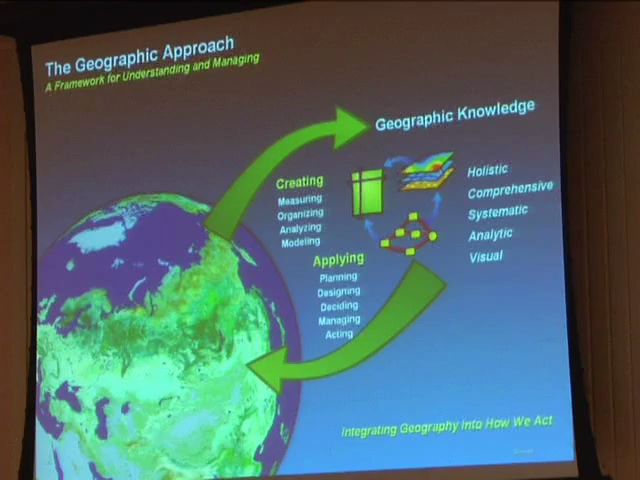 The Geographic Approach
A Framework for Understanding and Managing
Geographic Knowledge
Creating
Measuring
Organizing
Analyzing
Modeling
Holistic
Comprehensive
Systematic
Analytic
Visual
Applying
Planning
Designing
Deciding
Managing
Acting
Integrating Geography into How We Act